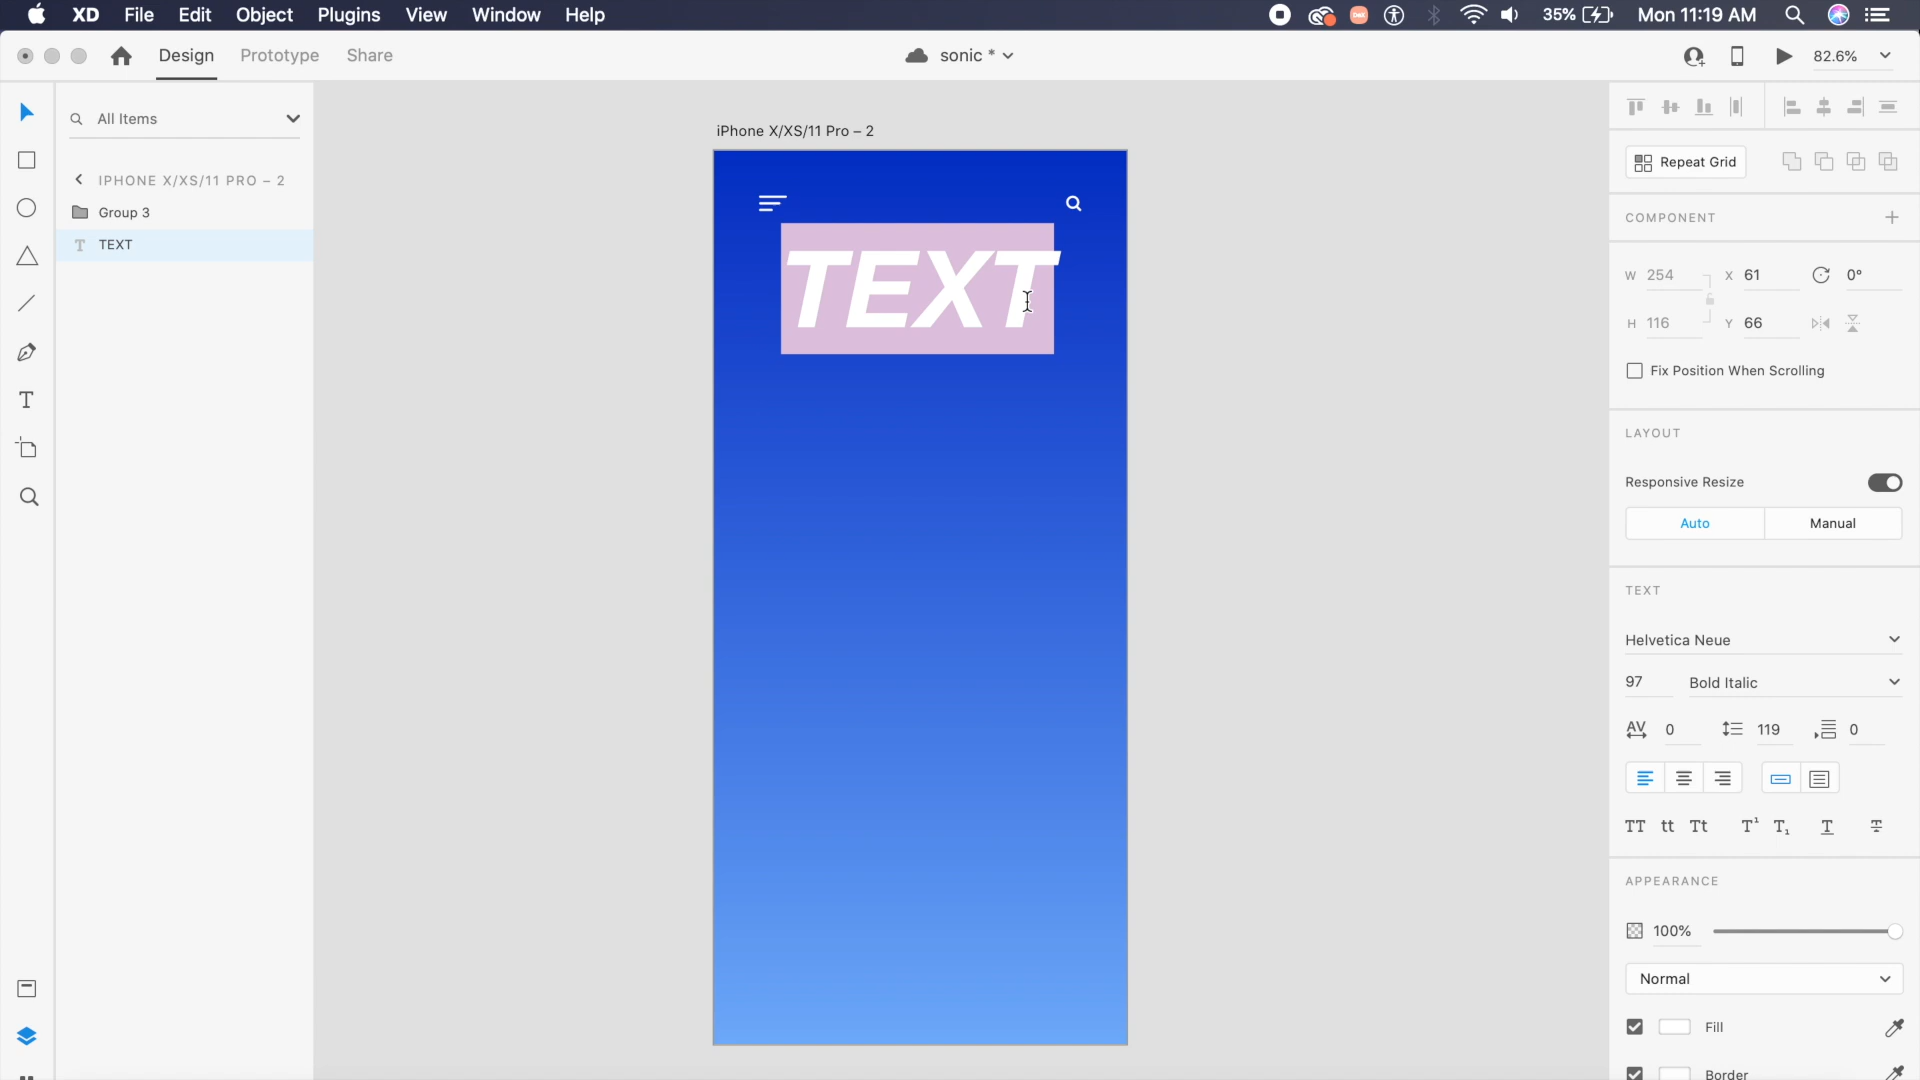 XD File Edit Object Plugins View Window Help 35% Mon 11:19 AM
Design Prototype Share sonic * 82.6%
All Items
IPHONE X/XS/11 PRO – 2
Group 3
T TEXT
iPhone X/XS/11 Pro – 2
TEXT
Repeat Grid
COMPONENT
W 254 X 61 0°
H 116 Y 66
Fix Position When Scrolling
LAYOUT
Responsive Resize
Auto Manual
TEXT
Helvetica Neue
97 Bold Italic
AV 0 119 0
TT tt Tt T¹ T₁ T T
APPEARANCE
100%
Normal
Fill
Border